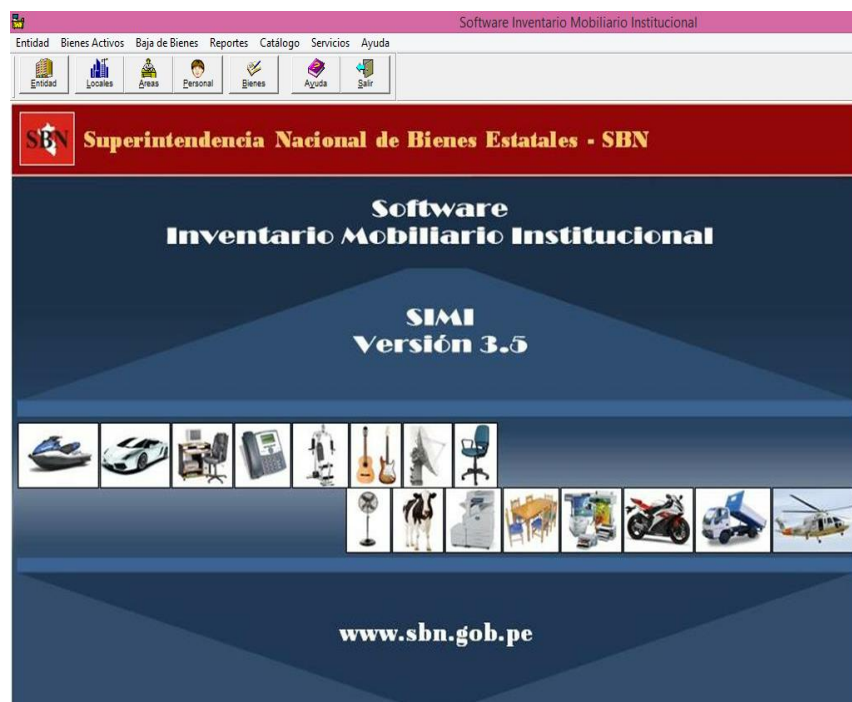 Software Inventario Mobiliario Institucional
Entidad Bienes Activos Baja de Bienes Reportes Catálogo Servicios Ayuda
Entidad Locales Areas Personal Bienes Ayuda Salir
SBN Superintendencia Nacional de Bienes Estatales - SBN
Software
Inventario Mobiliario Institucional
SIMI
Versión 3.5
www.sbn.gob.pe